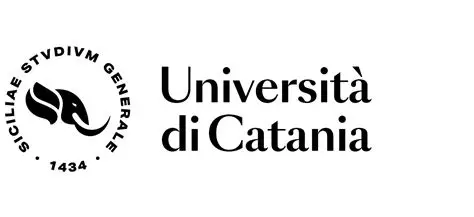 SICILIAE STVDIVM GENERALE
· 1434 ·
Università
di Catania